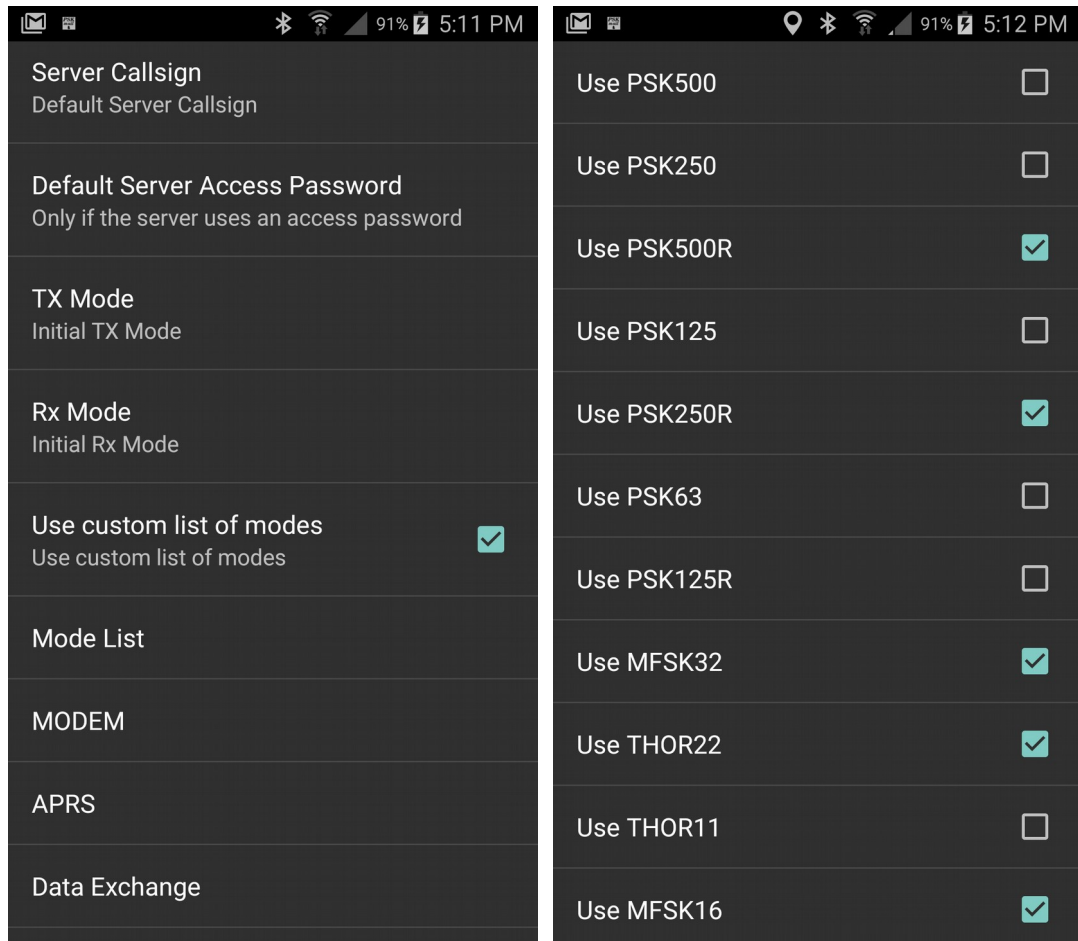 91% 5:11 PM
Server Callsign
Default Server Callsign
Default Server Access Password
Only if the server uses an access password
TX Mode
Initial TX Mode
Rx Mode
Initial Rx Mode
Use custom list of modes
Use custom list of modes
Mode List
MODEM
APRS
Data Exchange
91% 5:12 PM
Use PSK500
Use PSK250
Use PSK500R
Use PSK125
Use PSK250R
Use PSK63
Use PSK125R
Use MFSK32
Use THOR22
Use THOR11
Use MFSK16